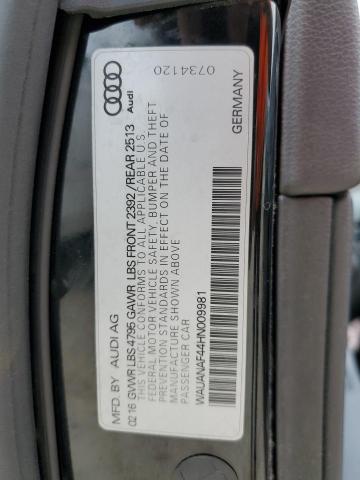 MFD. BY AUDI AG
02 16 GVWR LBS 4795 GAWR LBS FRONT 2392 / REAR 2513
THIS VEHICLE CONFORMS TO ALL APPLICABLE U.S.
FEDERAL MOTOR VEHICLE SAFETY, BUMPER AND THEFT
PREVENTION STANDARDS IN EFFECT ON THE DATE OF
MANUFACTURE SHOWN ABOVE
PASSENGER CAR
WAUANAF44HN009981
GERMANY
Audi
0734120